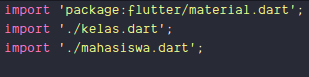 import 'package:flutter/material.dart';
import './kelas.dart';
import './mahasiswa.dart';